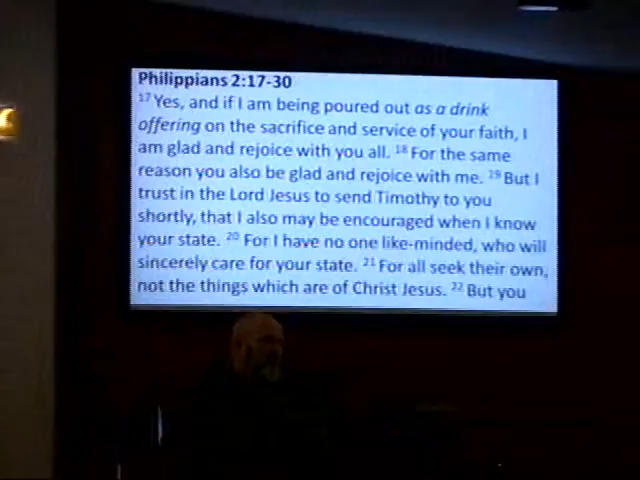 Philippians 2:17-30
17 Yes, and if I am being poured out as a drink
offering on the sacrifice and service of your faith, I
am glad and rejoice with you all. 18 For the same
reason you also be glad and rejoice with me. 19 But I
trust in the Lord Jesus to send Timothy to you
shortly, that I also may be encouraged when I know
your state. 20 For I have no one like-minded, who will
sincerely care for your state. 21 For all seek their own,
not the things which are of Christ Jesus. 22 But you